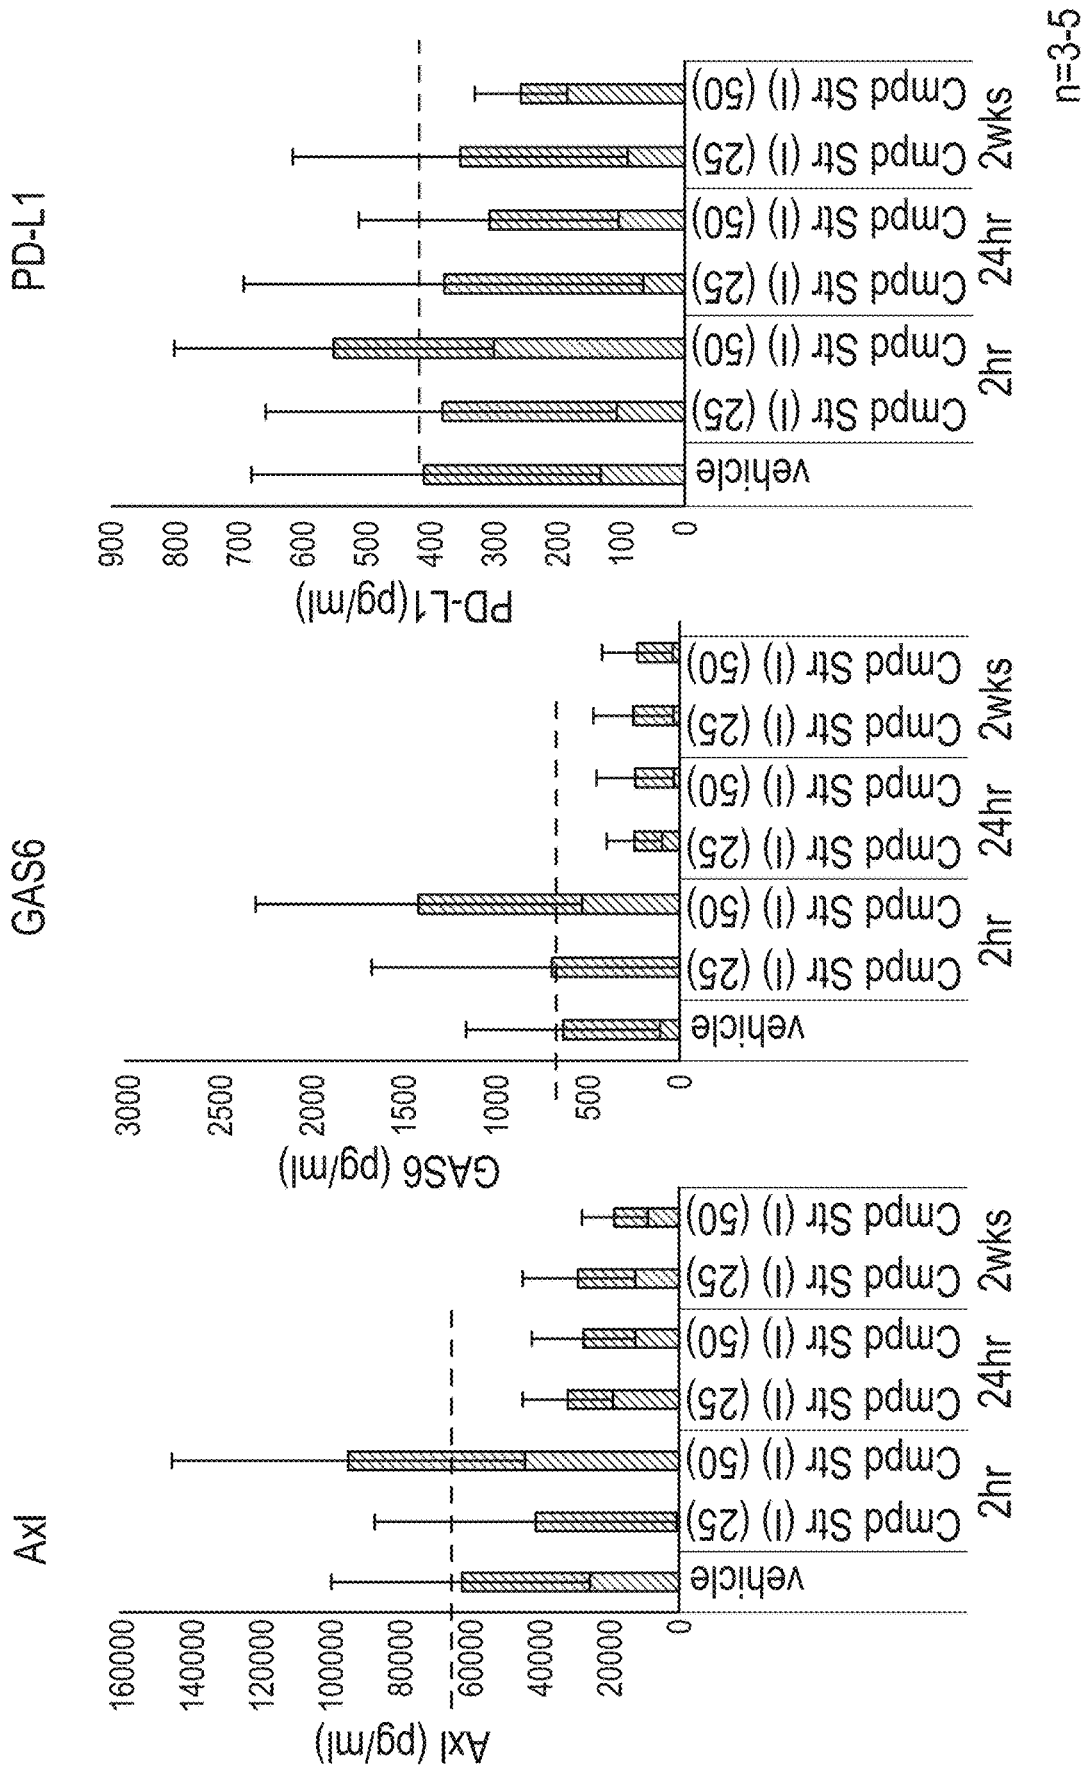 Axl
Axl (pg/ml)
160000
140000
120000
100000
80000
60000
40000
20000
0
vehicle
Cmpd Str (I) (25)
Cmpd Str (I) (50)
Cmpd Str (I) (25)
Cmpd Str (I) (50)
Cmpd Str (I) (25)
Cmpd Str (I) (50)
2hr
24hr
2wks
GAS6
GAS6 (pg/ml)
3000
2500
2000
1500
1000
500
0
vehicle
Cmpd Str (I) (25)
Cmpd Str (I) (50)
Cmpd Str (I) (25)
Cmpd Str (I) (50)
Cmpd Str (I) (25)
Cmpd Str (I) (50)
2hr
24hr
2wks
PD-L1
PD-L1(pg/ml)
900
800
700
600
500
400
300
200
100
0
vehicle
Cmpd Str (I) (25)
Cmpd Str (I) (50)
Cmpd Str (I) (25)
Cmpd Str (I) (50)
Cmpd Str (I) (25)
Cmpd Str (I) (50)
2hr
24hr
2wks
n=3-5